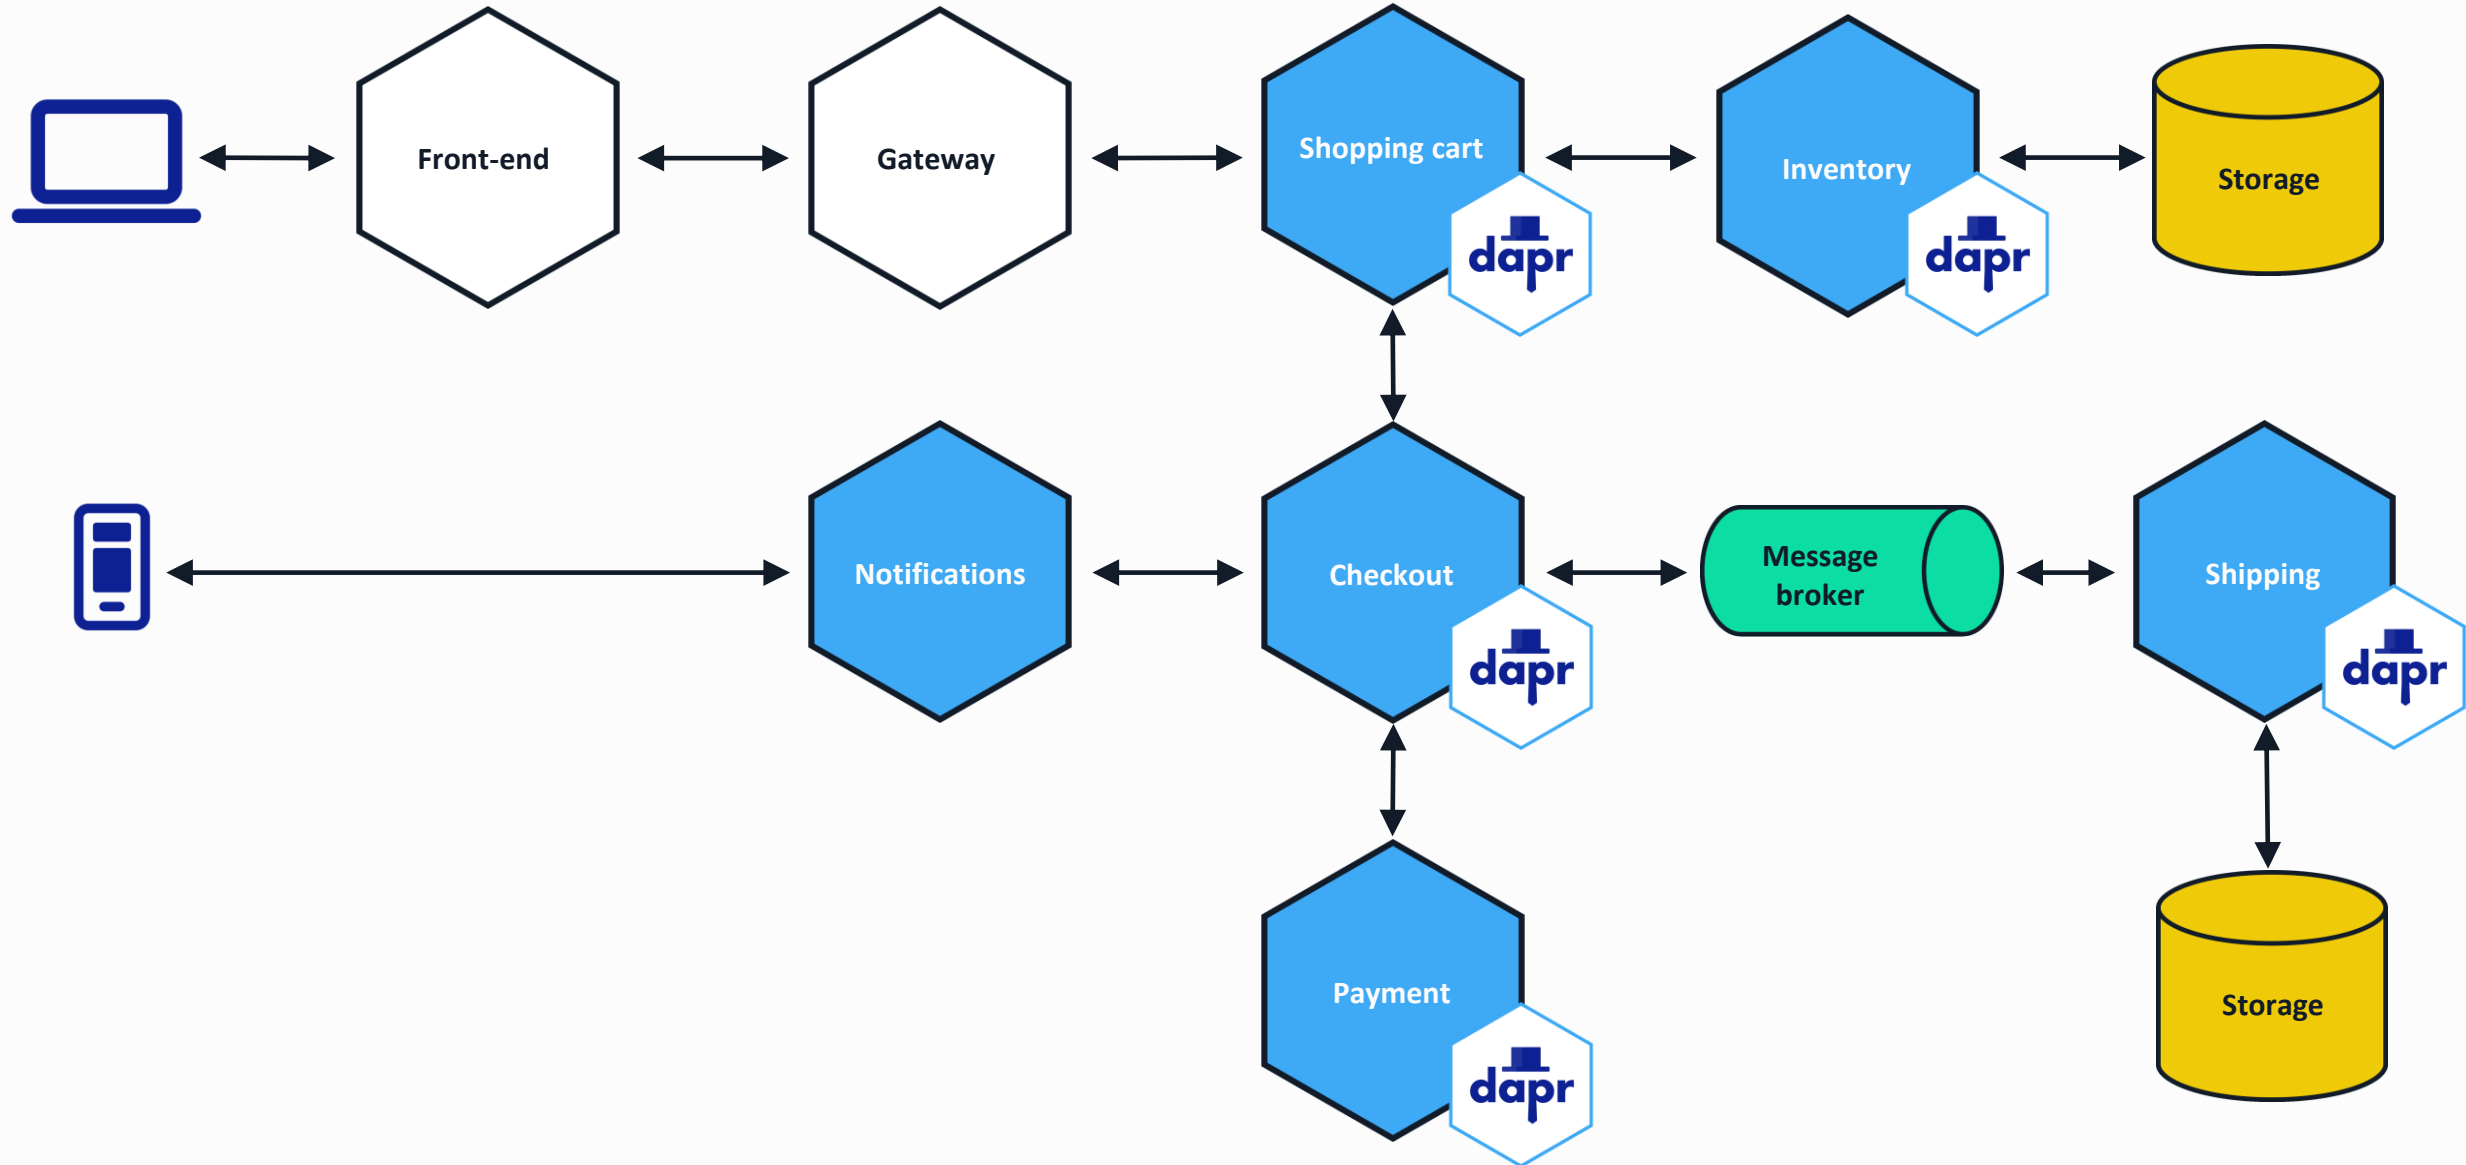 Front-end
Gateway
Shopping cart
dapr
Inventory
dapr
Storage
Notifications
Checkout
dapr
Message
broker
Shipping
dapr
Payment
dapr
Storage